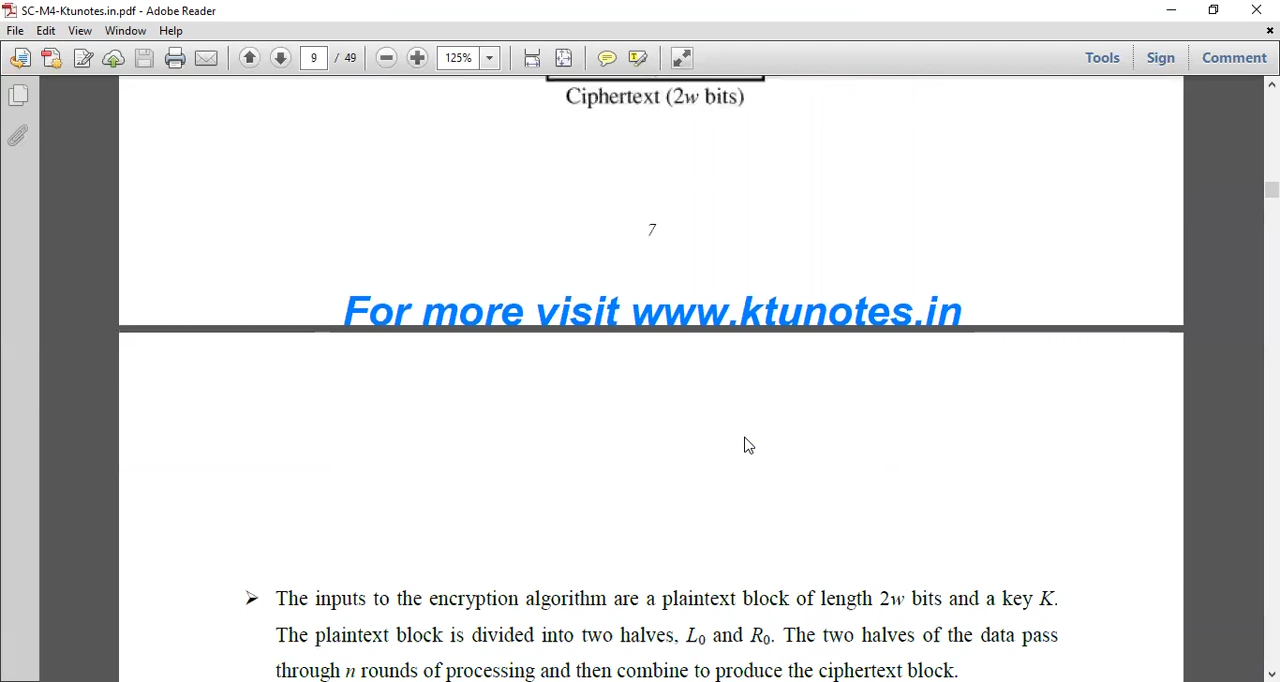 SC-M4-Ktunotes.in.pdf - Adobe Reader
File Edit View Window Help
9 / 49 125% Tools Sign Comment
Ciphertext (2w bits)
7
For more visit www.ktunotes.in
➤ The inputs to the encryption algorithm are a plaintext block of length 2w bits and a key K.
The plaintext block is divided into two halves, L0 and R0. The two halves of the data pass
through n rounds of processing and then combine to produce the ciphertext block.